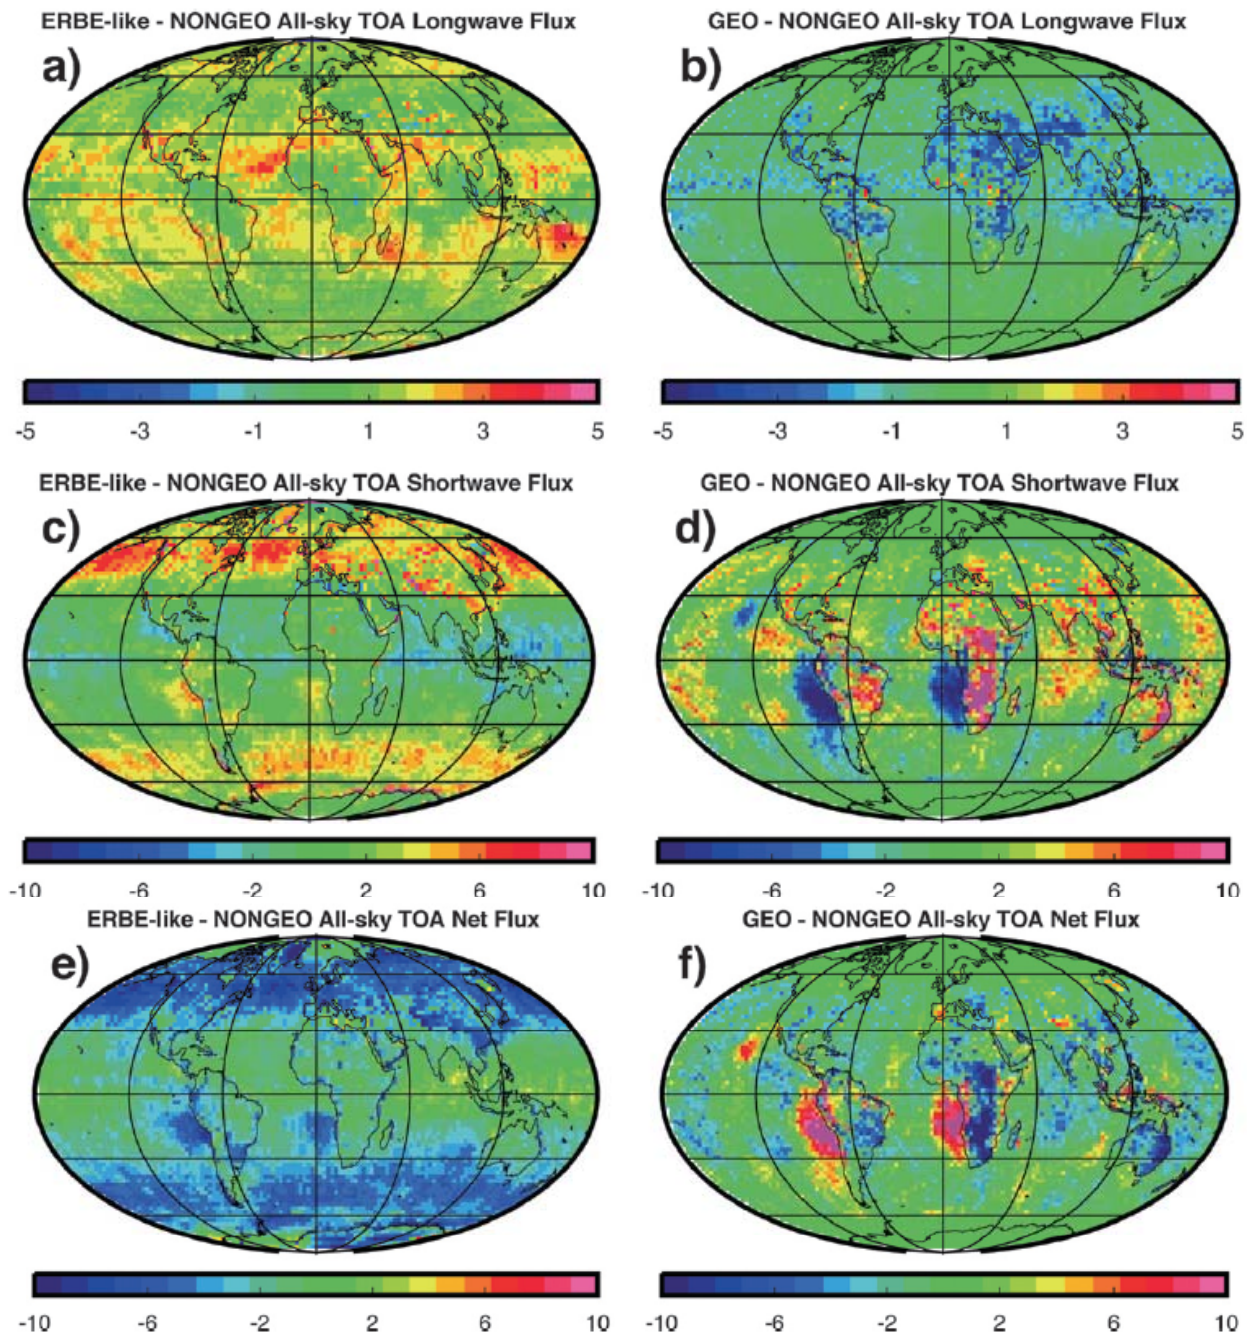 ERBE-like - NONGEO All-sky TOA Longwave Flux
a)
-5 -3 -1 1 3 5
GEO - NONGEO All-sky TOA Longwave Flux
b)
-5 -3 -1 1 3 5
ERBE-like - NONGEO All-sky TOA Shortwave Flux
c)
-10 -6 -2 2 6 10
GEO - NONGEO All-sky TOA Shortwave Flux
d)
-10 -6 -2 2 6 10
ERBE-like - NONGEO All-sky TOA Net Flux
e)
-10 -6 -2 2 6 10
GEO - NONGEO All-sky TOA Net Flux
f)
-10 -6 -2 2 6 10